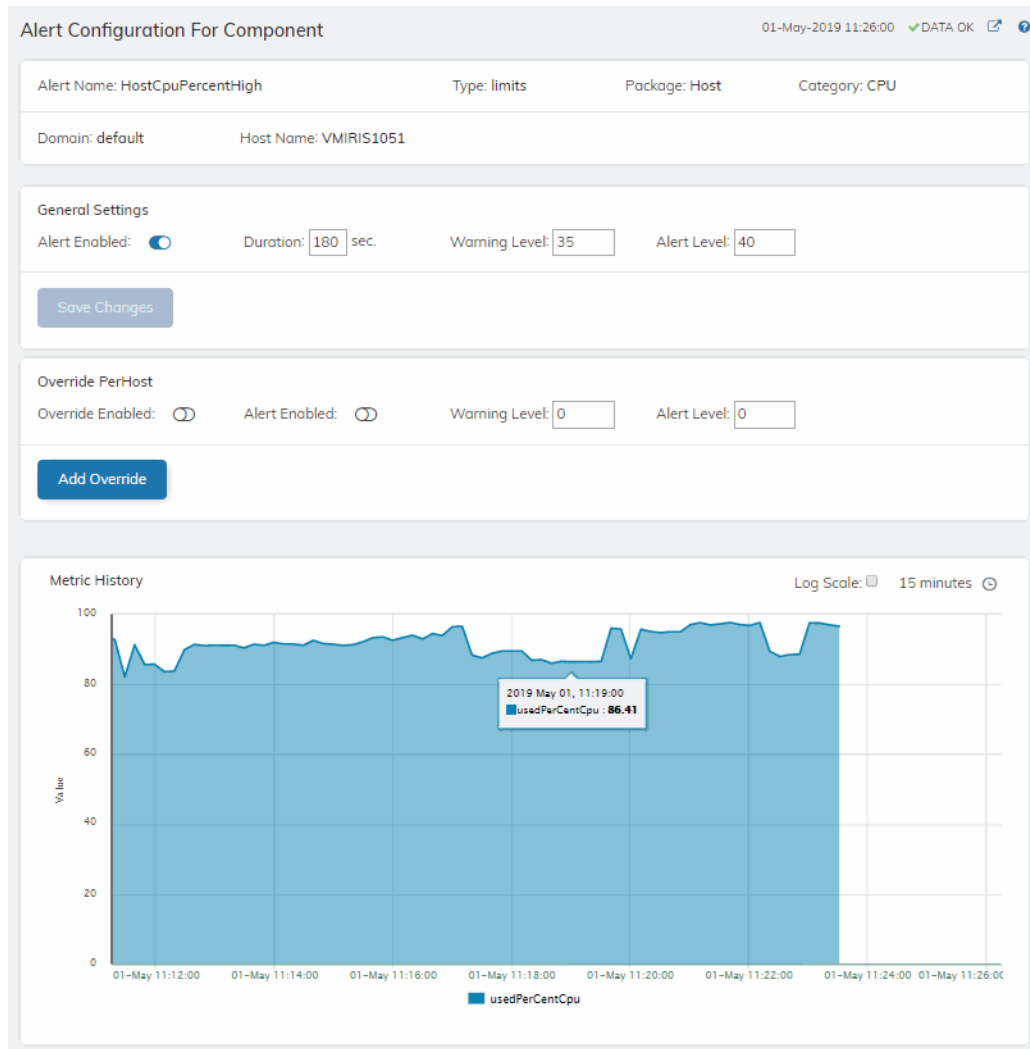 Alert Configuration For Component
01-May-2019 11:26:00 DATA OK
Alert Name: HostCpuPercentHigh Type: limits Package: Host Category: CPU
Domain: default Host Name: VMIRIS1051
General Settings
Alert Enabled: Duration: 180 sec. Warning Level: 35 Alert Level: 40
Save Changes
Override PerHost
Override Enabled: Alert Enabled: Warning Level: 0 Alert Level: 0
Add Override
Metric History
Log Scale: 15 minutes
100
80
60
40
20
0
Value
2019 May 01, 11:19:00
usedPerCentCpu : 86.41
01-May 11:12:00 01-May 11:14:00 01-May 11:16:00 01-May 11:18:00 01-May 11:20:00 01-May 11:22:00 01-May 11:24:00 01-May 11:26:00
usedPerCentCpu